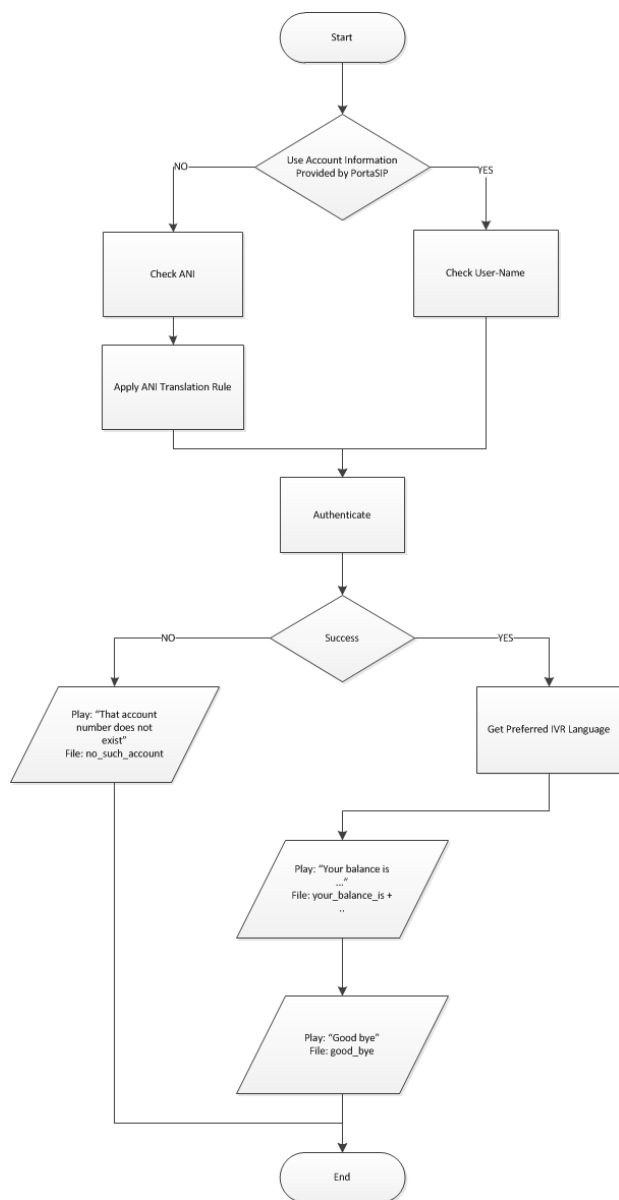 Start
Use Account Information
Provided by PortaSIP
NO
YES
Check ANI
Check User-Name
Apply ANI Translation Rule
Authenticate
Success
NO
YES
Play: “That account
number does not
exist”
File: no_such_account
Get Preferred IVR Language
Play: “Your balance is
...”
File: your_balance_is +
..
Play: “Good bye”
File: good_bye
End